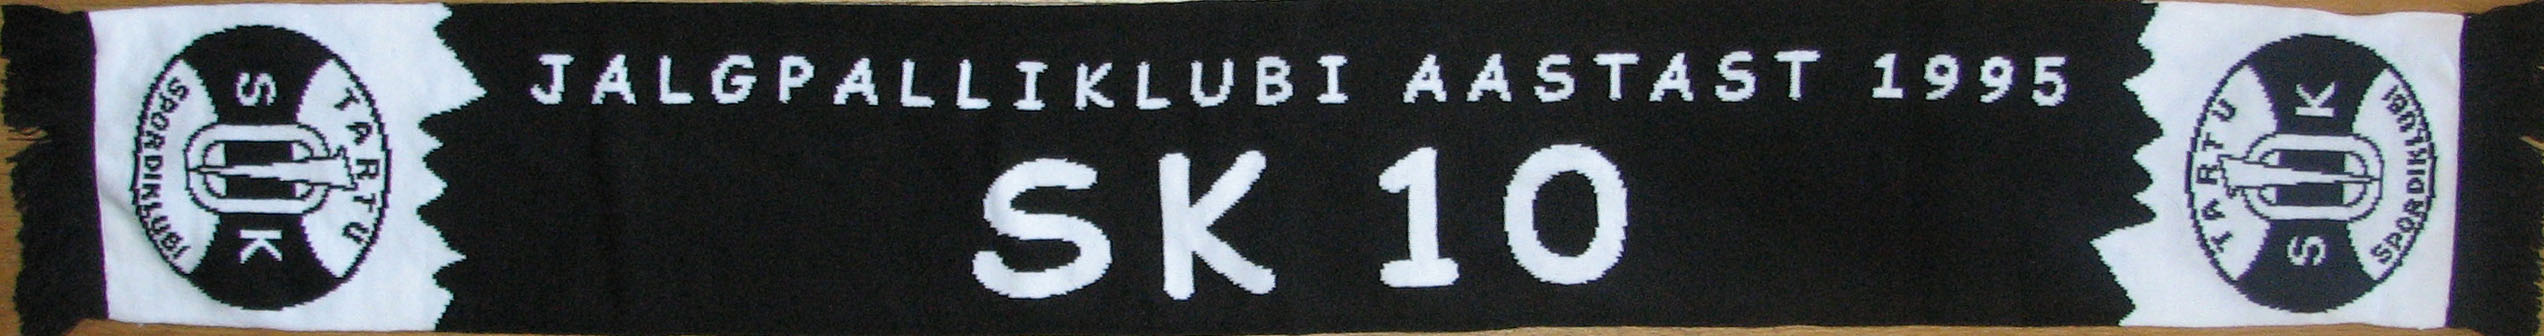 TARTU
S K
SPORDIKLUBI
JALGPALLIKLUBI AASTAST 1995
SK 10
TARTU
S K
SPORDIKLUBI